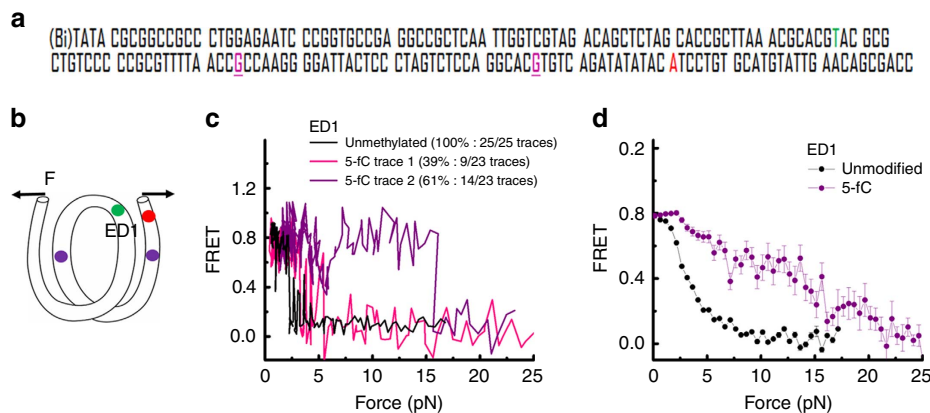 a
(Bi)TATA CGCGGCCGCC CTGGAGAATC CCGGTGCCGA GGCCGCTCAA TTGGTCGTAG ACAGCTCTAG CACCGCTTAA ACGCACGTAC GCG
CTGTCCCC CGCGTTTTA ACCGCCAAGG GGATTACTCC CTAGTCTCCA GGCACGTGTC AGATATATAC ATCCTGT GCATGTATTGA ACAGCGACC
b
F
ED1
c
ED1
Unmethylated (100% : 25/25 traces)
5-fC trace 1 (39% : 9/23 traces)
5-fC trace 2 (61% : 14/23 traces)
FRET
1.2
0.8
0.4
0.0
0 5 10 15 20 25
Force (pN)
d
ED1
Unmodified
5-fC
FRET
0.2
0.8
0.4
0.0
0 5 10 15 20 25
Force (pN)